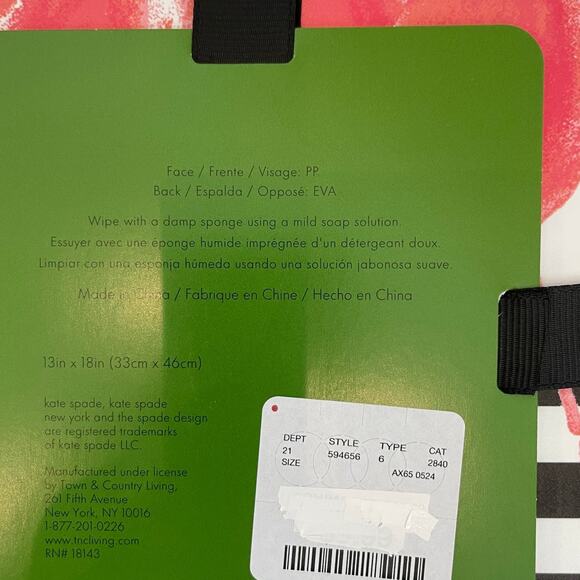 Face / Frente / Visage: PP
Back / Espalda / Opposé: EVA
Wipe with a damp sponge using a mild soap solution.
Essuyer avec une éponge humide imprégnée d'un détergeant doux.
Limpiar con una esponja húmeda usando una solución jabonosa suave.
Made in China / Fabrique en Chine / Hecho en China
13in x 18in (33cm x 46cm)
kate spade, kate spade
new york and the spade design
are registered trademarks
of kate spade LLC.
Manufactured under license
by Town & Country Living,
261 Fifth Avenue
New York, NY 10016
1-877-201-0226
www.tncliving.com
RN# 18143
DEPT STYLE TYPE CAT
21 594656 6 2840
SIZE AX65 0524